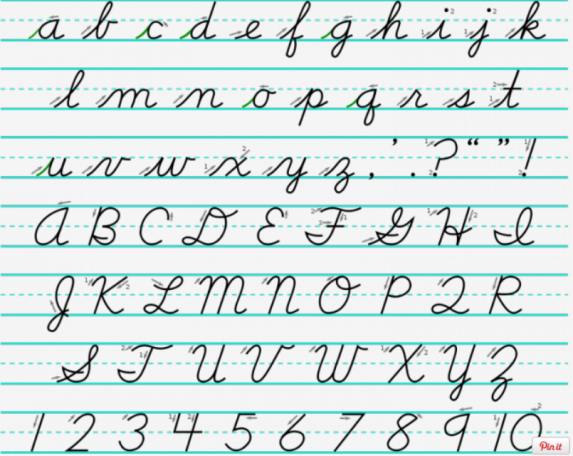 a b c d e f g h i j k
l m n o p q r s t
u v w x y z , ’ . ? “ ” !
A B C D E F G H I
J K L M N O P Q R
S T U V W X Y Z
1 2 3 4 5 6 7 8 9 10
Pin it